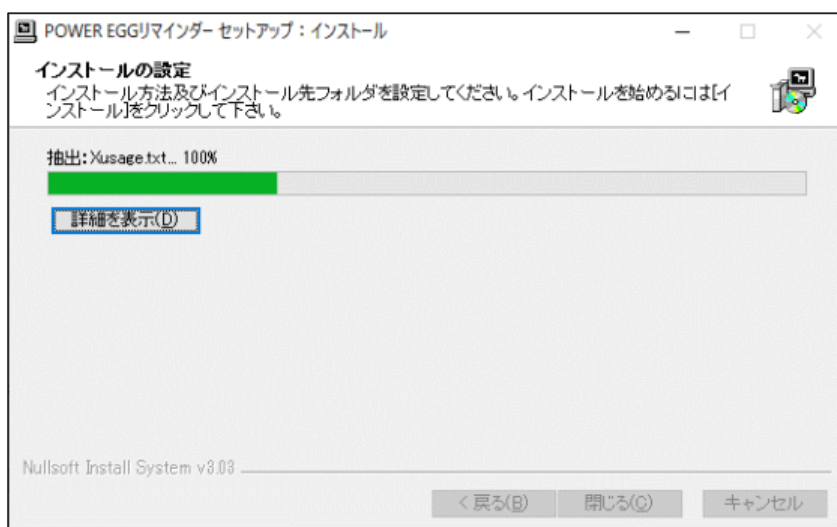 POWER EGGリマインダー セットアップ：インストール
インストールの設定
インストール方法及びインストール先フォルダを設定してください。インストールを始めるには[イ
ンストール]をクリックして下さい。
抽出: Xusage.txt... 100%
詳細を表示(D)
Nullsoft Install System v3.03
< 戻る(B)
閉じる(C)
キャンセル